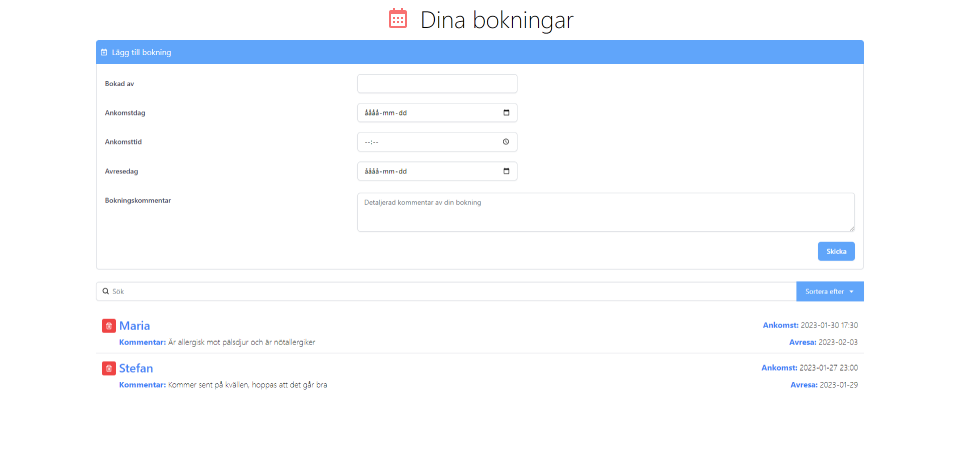 Dina bokningar
Lägg till bokning
Bokad av
Ankomstdag åååå-mm-dd
Ankomsttid --:--
Avresedag åååå-mm-dd
Bokningskommentar Detaljerad kommentar av din bokning
Skicka
Sök Sortera efter
Maria Ankomst: 2023-01-30 17:30
Kommentar: Är allergisk mot pälsdjur och är nötallergiker Avresa: 2023-02-03
Stefan Ankomst: 2023-01-27 23:00
Kommentar: Kommer sent på kvällen, hoppas att det går bra Avresa: 2023-01-29